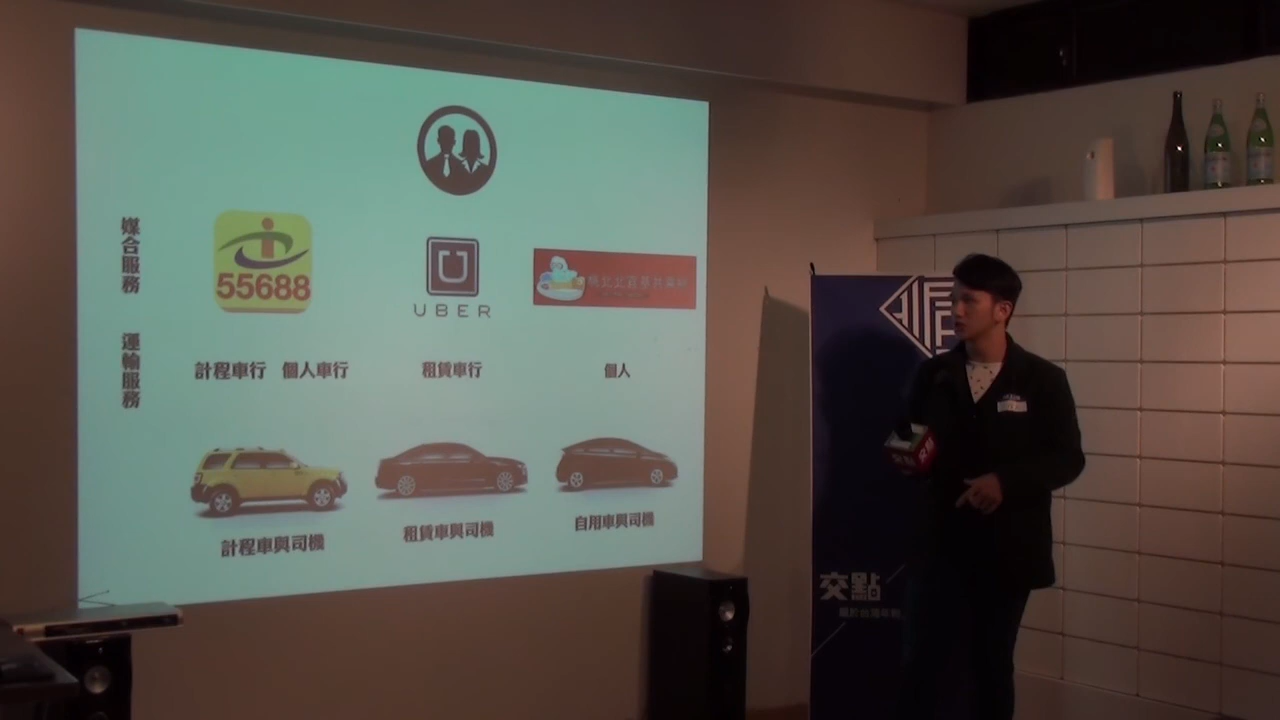 媒合服務
55688
UBER
運輸服務
計程車行 個人車行
租賃車行
個人
計程車與司機
租賃車與司機
自用車與司機
交點